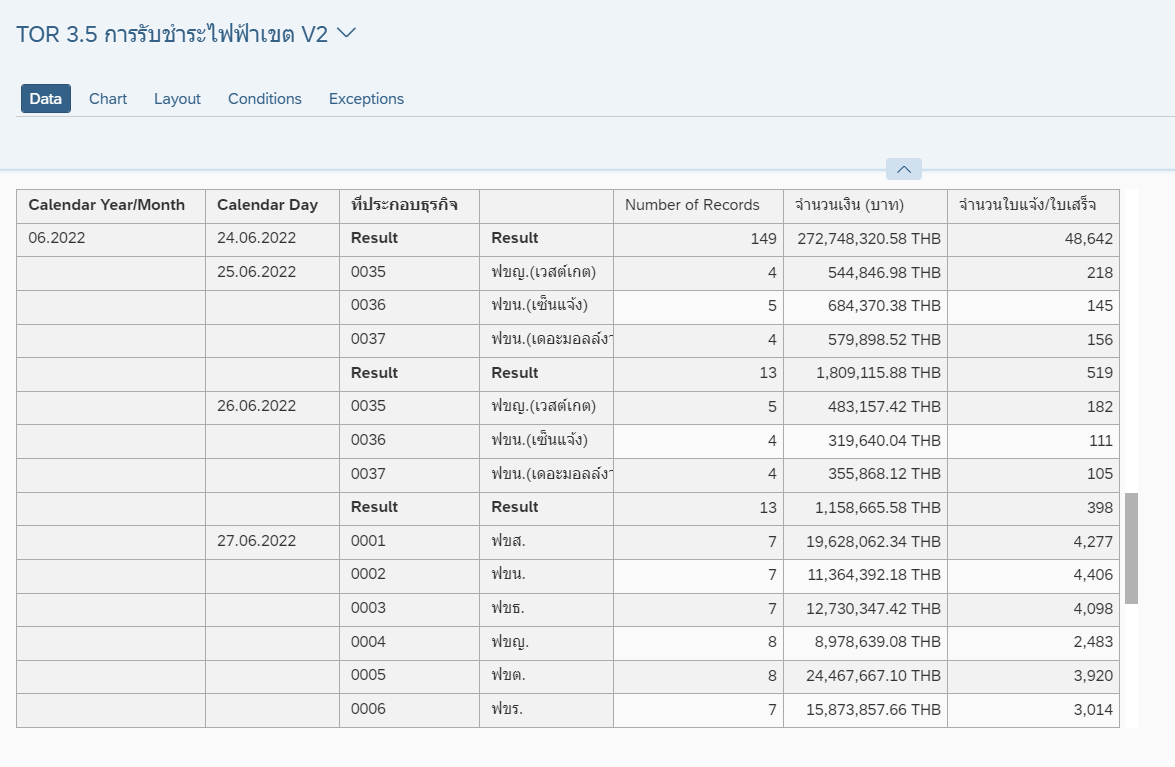 TOR 3.5 การรับชำระไฟฟ้าเขต V2
Data Chart Layout Conditions Exceptions
Calendar Year/Month Calendar Day ที่ประกอบธุรกิจ Number of Records จำนวนเงิน (บาท) จำนวนใบแจ้ง/ใบเสร็จ
06.2022 24.06.2022 Result Result 149 272,748,320.58 THB 48,642
25.06.2022 0035 ฟขญ.(เวสต์เกต) 4 544,846.98 THB 218
0036 ฟขน.(เซ็นแจ้ง) 5 684,370.38 THB 145
0037 ฟขน.(เดอะมอลล์งา 4 579,898.52 THB 156
Result Result 13 1,809,115.88 THB 519
26.06.2022 0035 ฟขญ.(เวสต์เกต) 5 483,157.42 THB 182
0036 ฟขน.(เซ็นแจ้ง) 4 319,640.04 THB 111
0037 ฟขน.(เดอะมอลล์งา 4 355,868.12 THB 105
Result Result 13 1,158,665.58 THB 398
27.06.2022 0001 ฟขส. 7 19,628,062.34 THB 4,277
0002 ฟขน. 7 11,364,392.18 THB 4,406
0003 ฟขธ. 7 12,730,347.42 THB 4,098
0004 ฟขญ. 8 8,978,639.08 THB 2,483
0005 ฟขต. 8 24,467,667.10 THB 3,920
0006 ฟขร. 7 15,873,857.66 THB 3,014